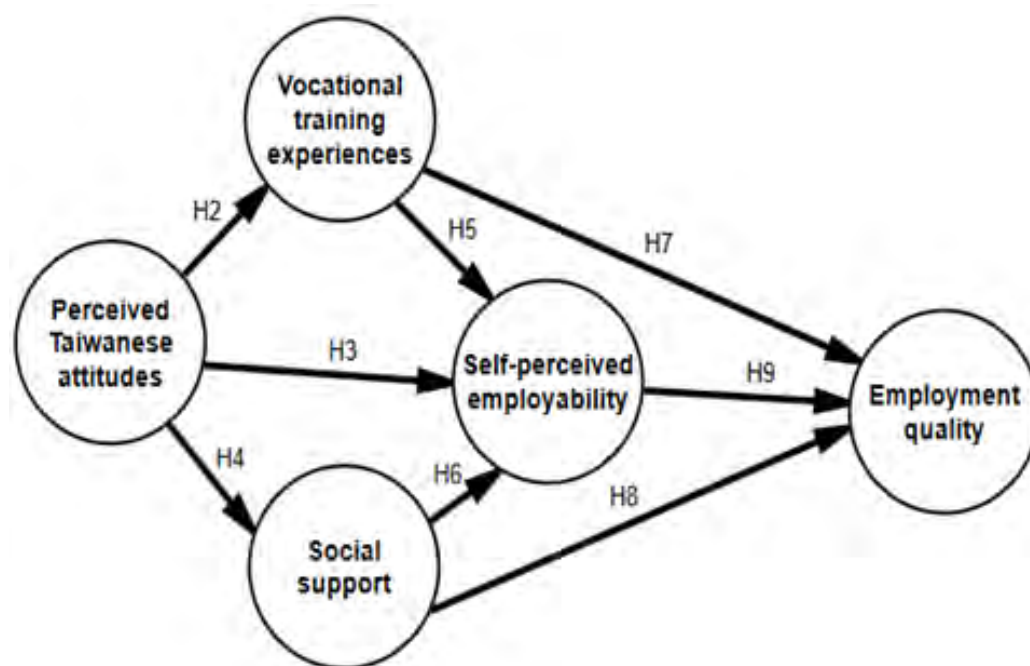 Vocational
training
experiences
H2
H5
H7
Perceived
Taiwanese
attitudes
H3
Self-perceived
employability
H9
Employment
quality
H4
H6
H8
Social
support